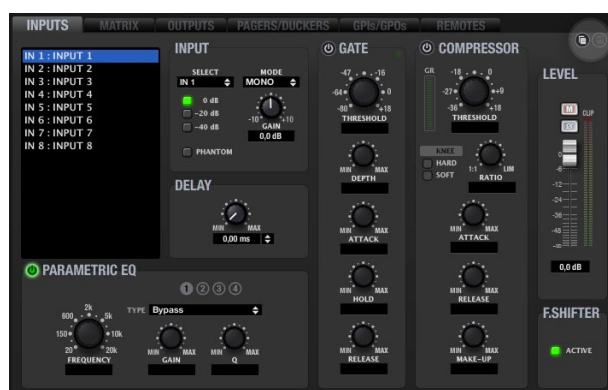 INPUTS MATRIX OUTPUTS PAGERS/DUCKERS GPIs/GPOs REMOTES
IN 1 : INPUT 1
IN 2 : INPUT 2
IN 3 : INPUT 3
IN 4 : INPUT 4
IN 5 : INPUT 5
IN 6 : INPUT 6
IN 7 : INPUT 7
IN 8 : INPUT 8
INPUT
SELECT MODE
IN 1 MONO
0 dB
-20 dB
-40 dB
-10 +10
GAIN
0,0 dB
PHANTOM
DELAY
MIN MAX
0,00 ms
PARAMETRIC EQ
1 2 3 4
TYPE Bypass
2k
600 5k
150 10k
20 20k
FREQUENCY
MIN MAX
GAIN
MIN MAX
Q
GATE
-47 -16
-64 0
-80 +18
THRESHOLD
MIN MAX
DEPTH
MIN MAX
ATTACK
MIN MAX
HOLD
MIN MAX
RELEASE
COMPRESSOR
GR
-18 0
-27 +9
-36 +18
THRESHOLD
KNEE
HARD
SOFT
1:1 LIM
RATIO
MIN MAX
ATTACK
MIN MAX
RELEASE
MIN MAX
MAKE-UP
LEVEL
M CLIP
0
-6
-12
-24
-36
-48
0,0 dB
F.SHIFTER
ACTIVE